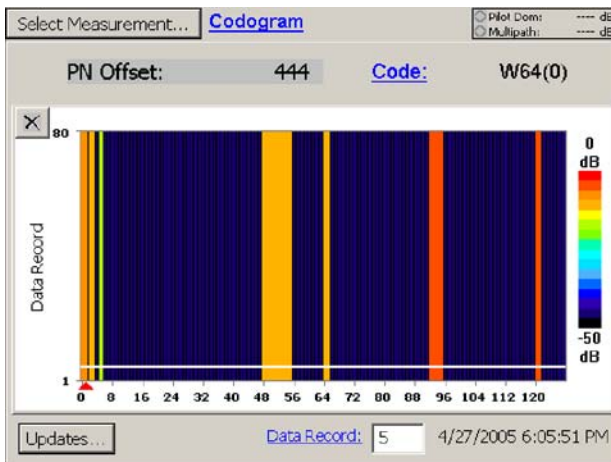 Select Measurement... Codogram Pilot Dom: ---- dB
Multipath: ---- dB
PN Offset: 444 Code: W64(0)
X
80
Data Record
1
0 8 16 24 32 40 48 56 64 72 80 88 96 104 112 120
0
dB
-50
dB
Updates... Data Record: 5 4/27/2005 6:05:51 PM